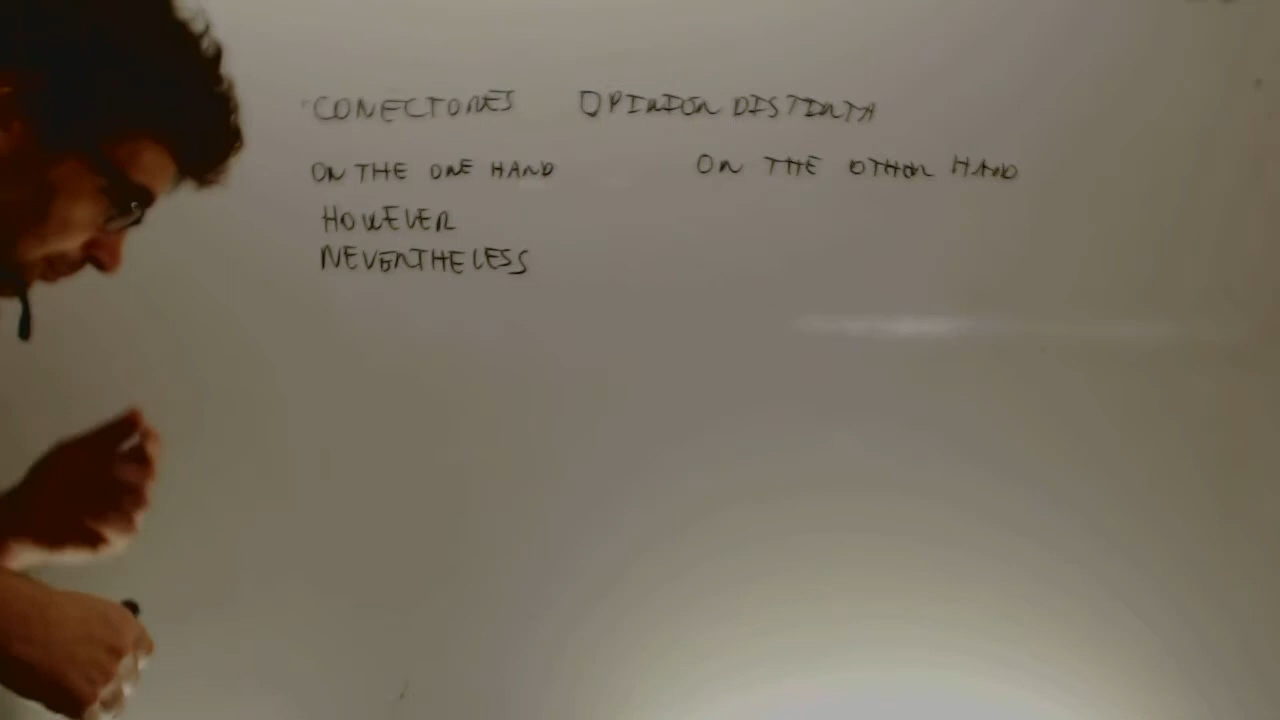 CONECTORES OPINION DISTINTA
ON THE ONE HAND ON THE OTHER HAND
HOWEVER
NEVERTHELESS